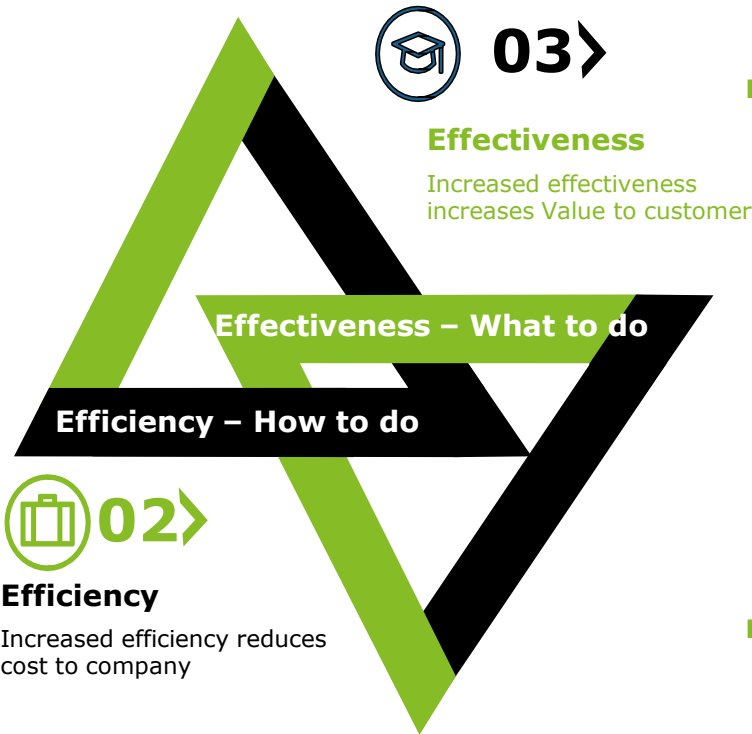 03
Effectiveness
Increased effectiveness
increases Value to customer
Effectiveness – What to do
Efficiency – How to do
02
Efficiency
Increased efficiency reduces
cost to company